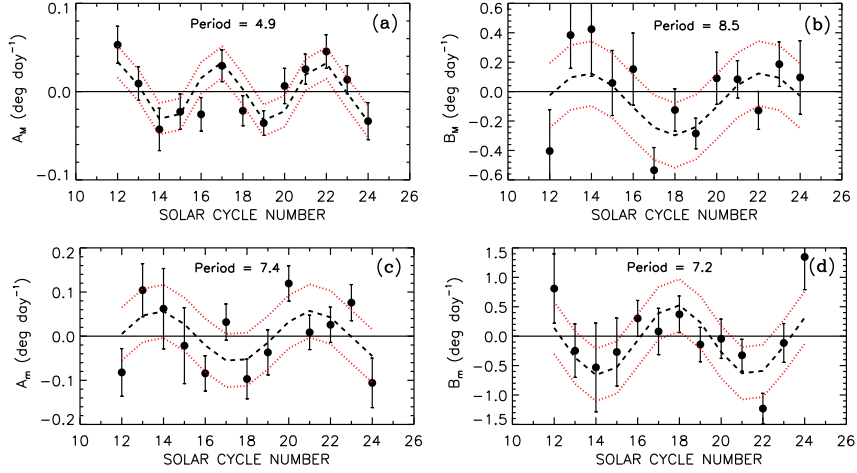 (a)
Period = 4.9
A_M (deg day⁻¹)
0.1
0.0
−0.1
10 12 14 16 18 20 22 24 26
SOLAR CYCLE NUMBER
(b)
Period = 8.5
B_M (deg day⁻¹)
0.6
0.4
0.2
0.0
−0.2
−0.4
−0.6
10 12 14 16 18 20 22 24 26
SOLAR CYCLE NUMBER
(c)
Period = 7.4
A_m (deg day⁻¹)
0.2
0.1
0.0
−0.1
−0.2
10 12 14 16 18 20 22 24 26
SOLAR CYCLE NUMBER
(d)
Period = 7.2
B_m (deg day⁻¹)
1.5
1.0
0.5
0.0
−0.5
−1.0
−1.5
10 12 14 16 18 20 22 24 26
SOLAR CYCLE NUMBER